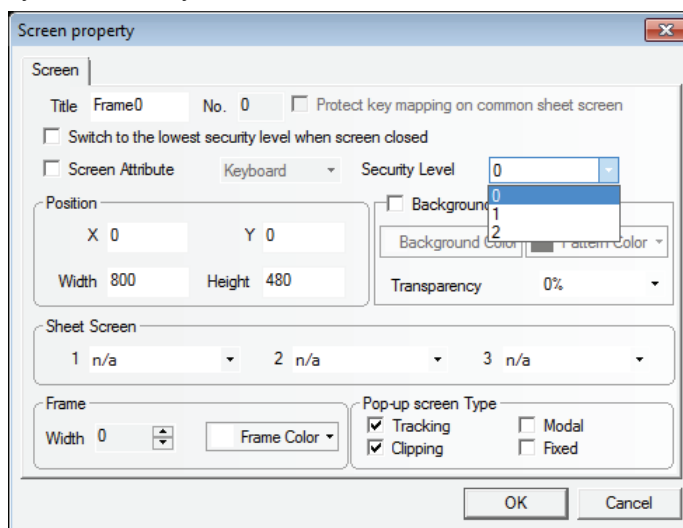 Screen property
Screen
Title Frame0 No. 0 Protect key mapping on common sheet screen
Switch to the lowest security level when screen closed
Screen Attribute Keyboard Security Level 0
0
1
2
Position
X 0 Y 0
Width 800 Height 480
Background
Background Color Pattern Color
Transparency 0%
Sheet Screen
1 n/a 2 n/a 3 n/a
Frame
Width 0 Frame Color
Pop-up screen Type
Tracking Modal
Clipping Fixed
OK Cancel